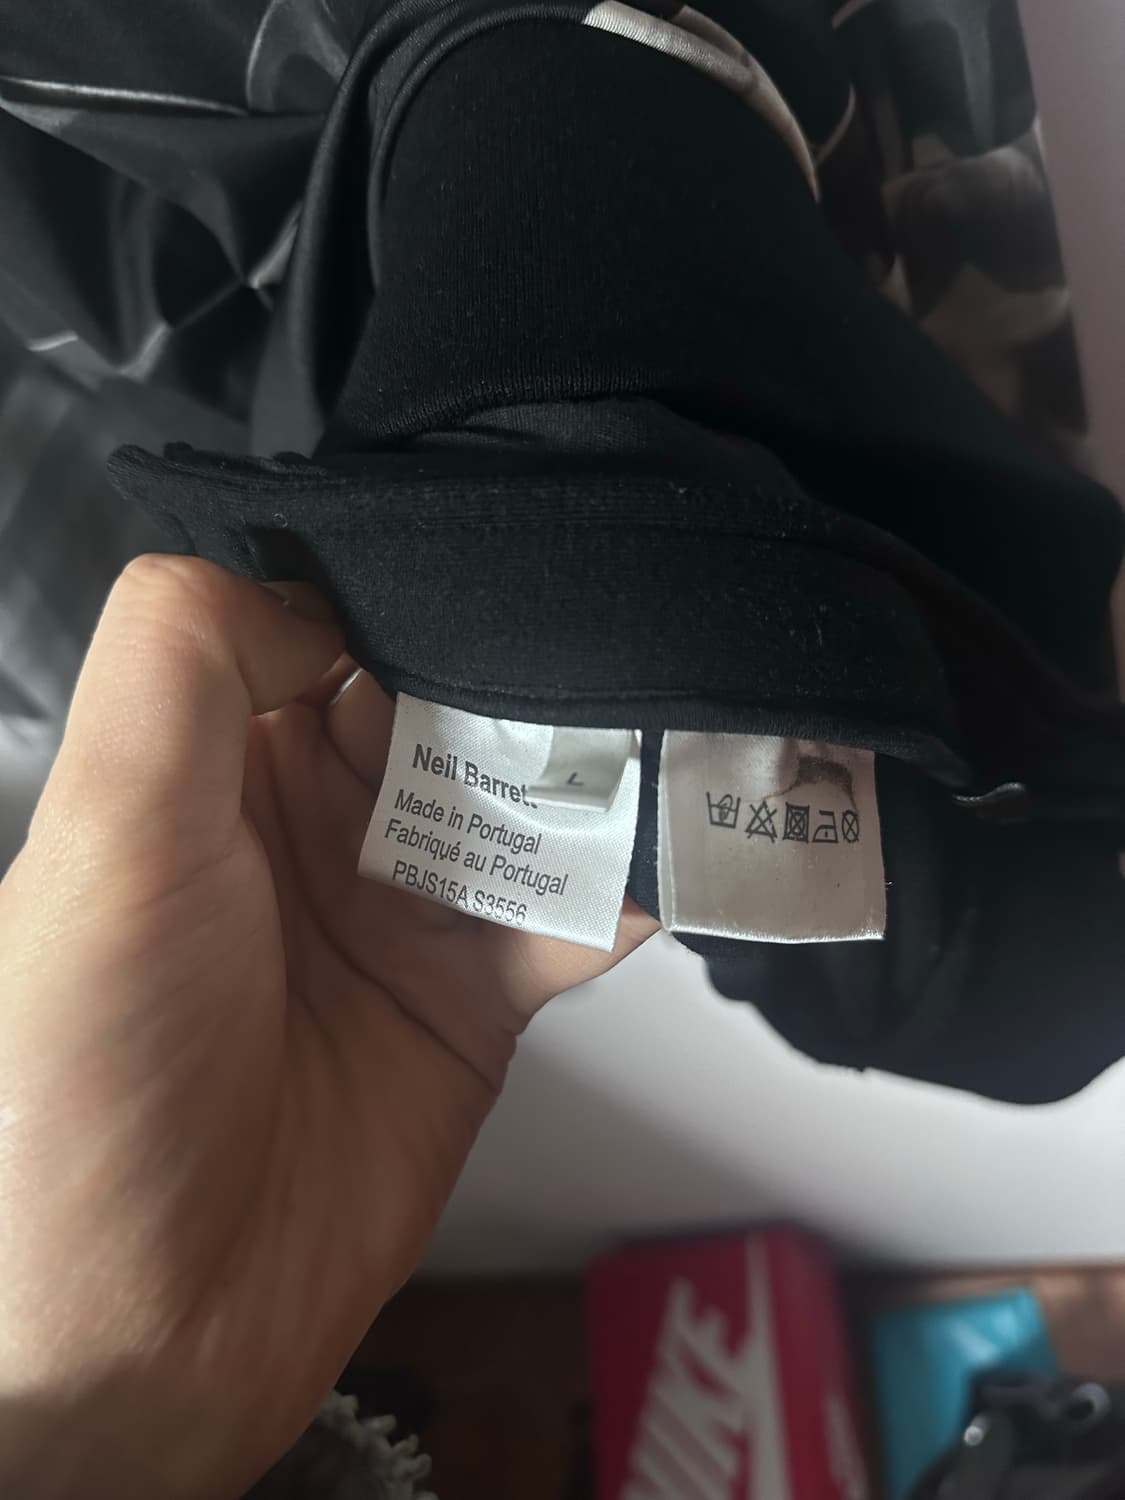 Neil Barrett
L
Made in Portugal
Fabriqué au Portugal
PBJS15A S3556
NIKE